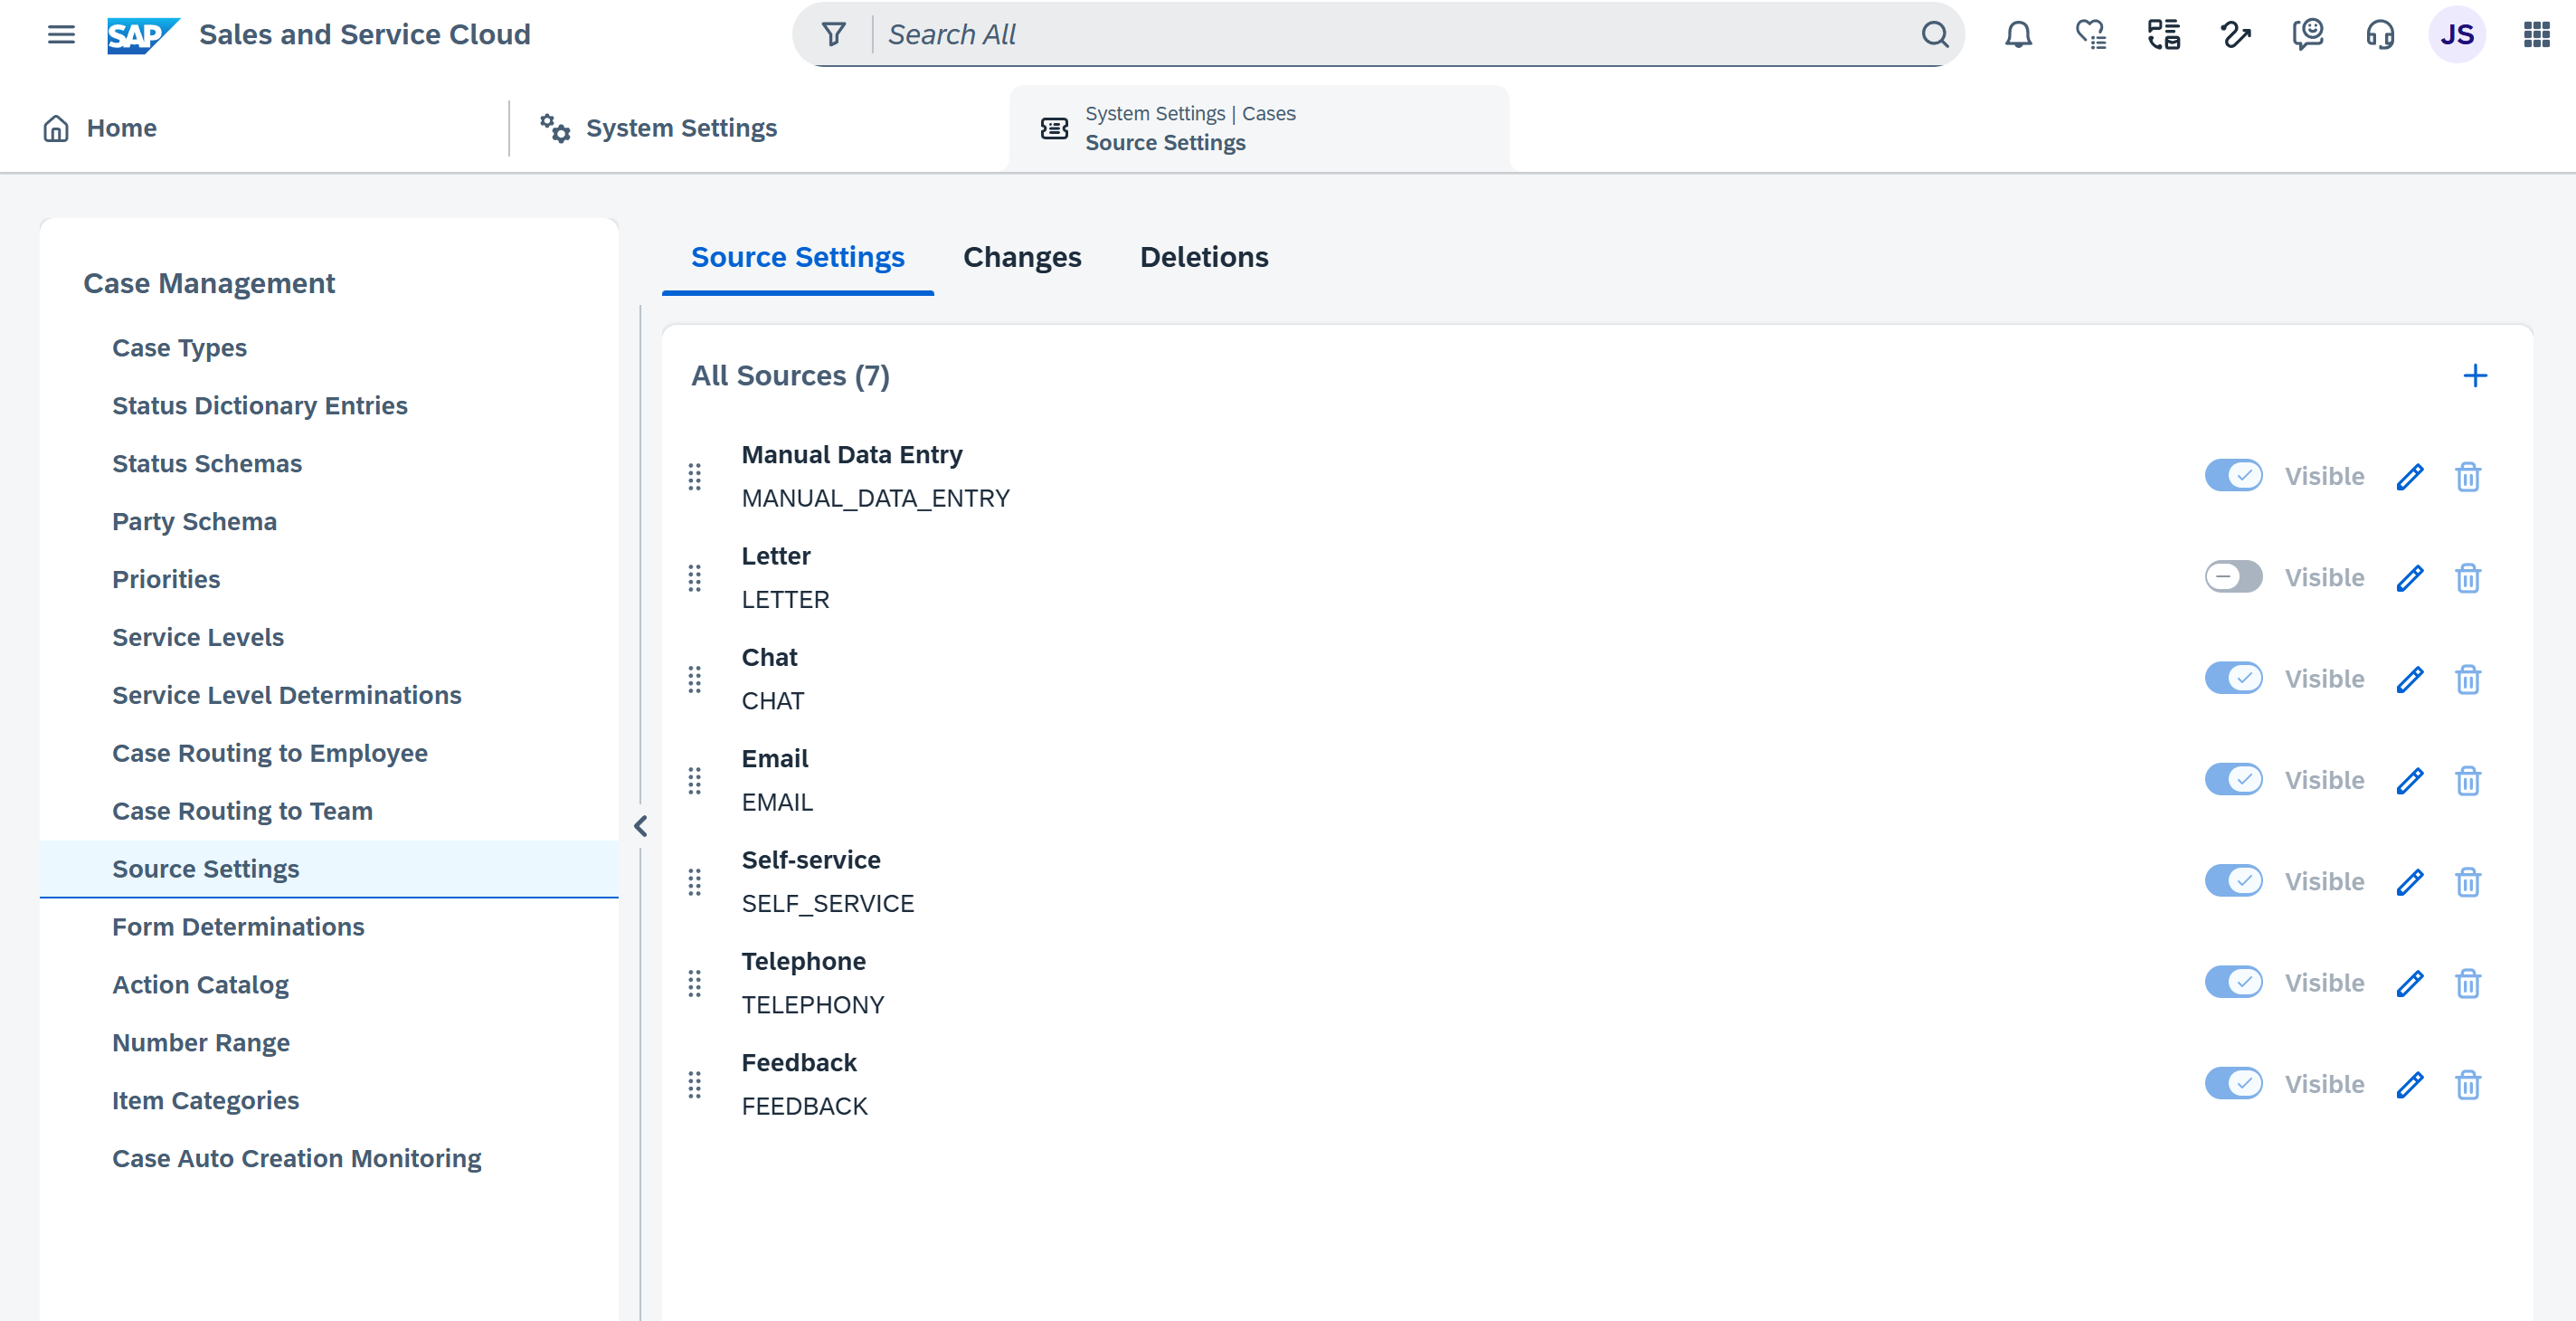 SAP Sales and Service Cloud
Search All
JS
Home
System Settings
System Settings | Cases
Source Settings
Case Management
Case Types
Status Dictionary Entries
Status Schemas
Party Schema
Priorities
Service Levels
Service Level Determinations
Case Routing to Employee
Case Routing to Team
Source Settings
Form Determinations
Action Catalog
Number Range
Item Categories
Case Auto Creation Monitoring
Source Settings Changes Deletions
All Sources (7)
Manual Data Entry
MANUAL_DATA_ENTRY
Visible
Letter
LETTER
Visible
Chat
CHAT
Visible
Email
EMAIL
Visible
Self-service
SELF_SERVICE
Visible
Telephone
TELEPHONY
Visible
Feedback
FEEDBACK
Visible